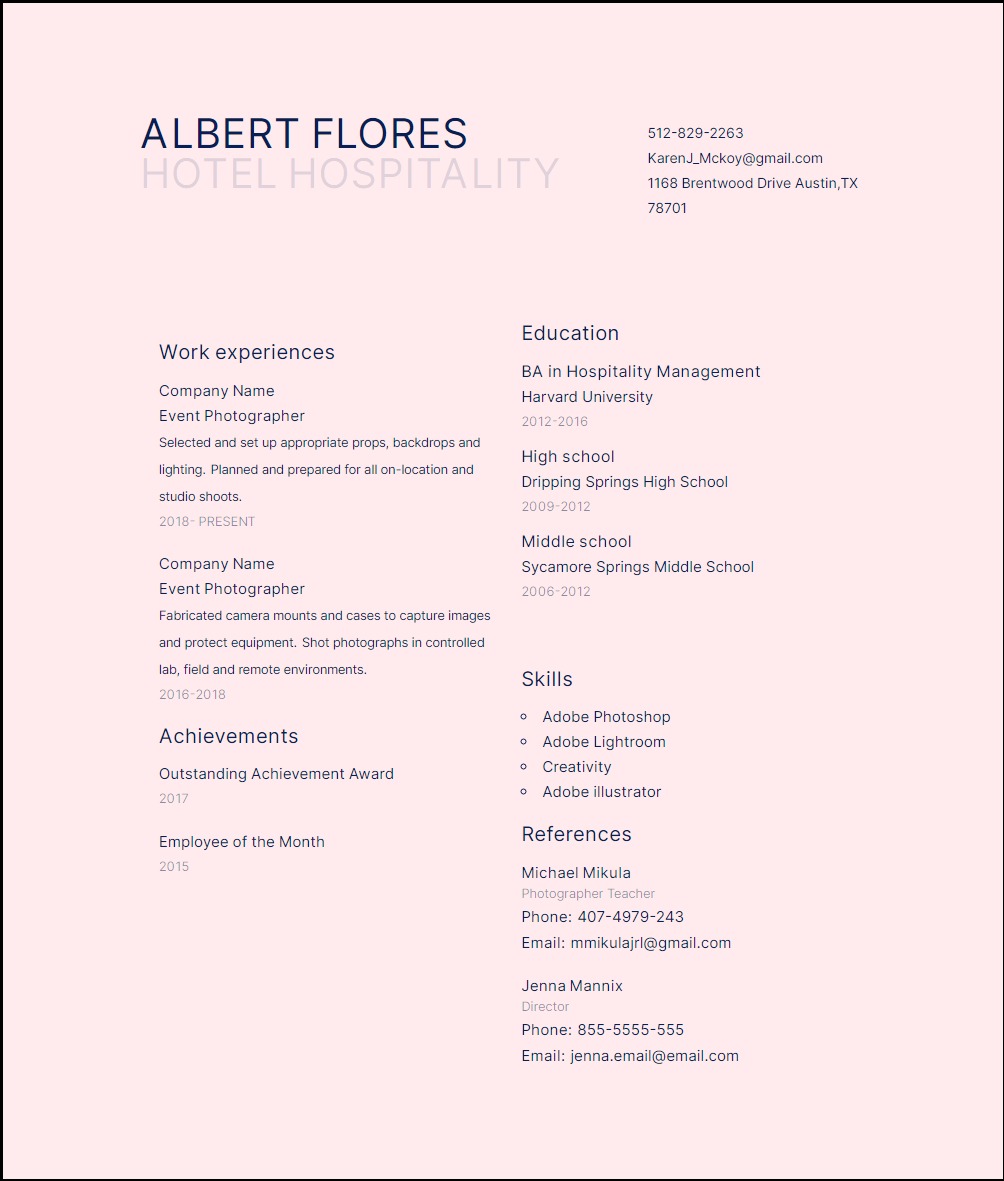 ALBERT FLORES
HOTEL HOSPITALITY
512-829-2263
KarenJ_Mckoy@gmail.com
1168 Brentwood Drive Austin,TX
78701
Work experiences
Company Name
Event Photographer
Selected and set up appropriate props, backdrops and
lighting. Planned and prepared for all on-location and
studio shoots.
2018- PRESENT
Company Name
Event Photographer
Fabricated camera mounts and cases to capture images
and protect equipment. Shot photographs in controlled
lab, field and remote environments.
2016-2018
Achievements
Outstanding Achievement Award
2017
Employee of the Month
2015
Education
BA in Hospitality Management
Harvard University
2012-2016
High school
Dripping Springs High School
2009-2012
Middle school
Sycamore Springs Middle School
2006-2012
Skills
Adobe Photoshop
Adobe Lightroom
Creativity
Adobe illustrator
References
Michael Mikula
Photographer Teacher
Phone: 407-4979-243
Email: mmikulajrl@gmail.com
Jenna Mannix
Director
Phone: 855-5555-555
Email: jenna.email@email.com